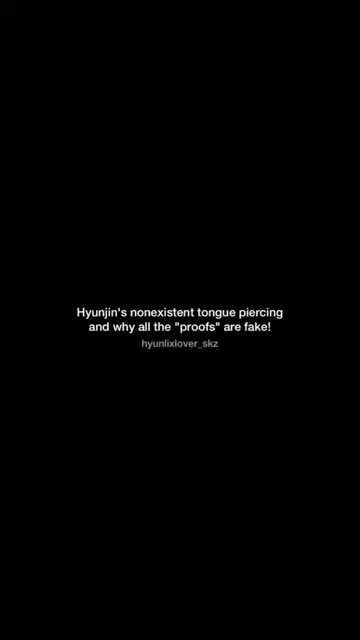 Hyunjin's nonexistent tongue piercing
and why all the "proofs" are fake!
hyunlixlover_skz